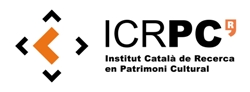 ICRPC R
Institut Català de Recerca
en Patrimoni Cultural